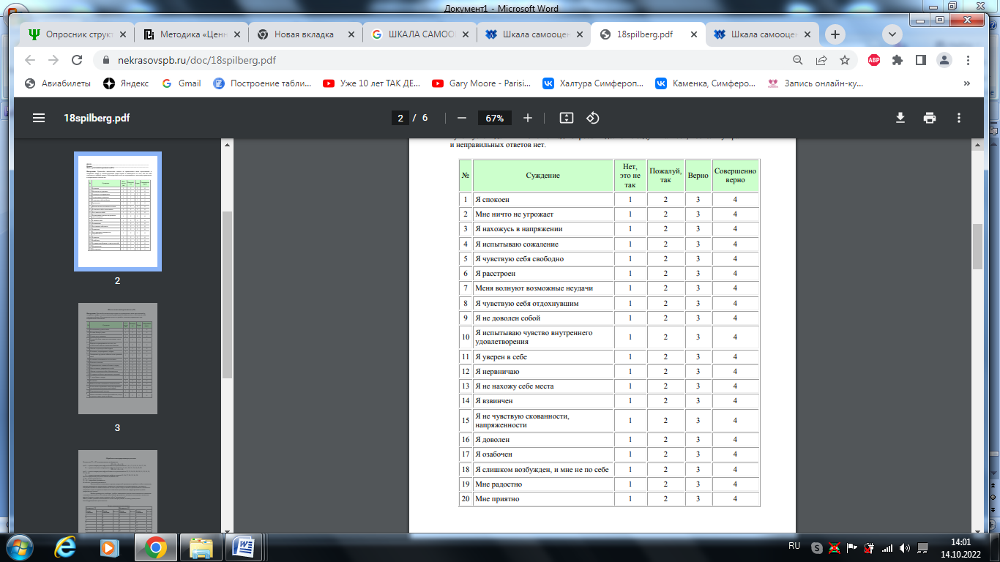 Документ1 - Microsoft Word
Опросник структ
Методика «Ценн
Новая вкладка
ШКАЛА САМОО
Шкала самооцен
18spilberg.pdf
Шкала самооцен
nekrasovspb.ru/doc/18spilberg.pdf
ABP
Авиабилеты
Яндекс
Gmail
Построение табли...
Уже 10 лет ТАК ДЕ...
Gary Moore - Parisi...
Халтура Симфероп...
Каменка, Симферо...
Запись онлайн-ку...
»
18spilberg.pdf
2 / 6
67%
2
3
и неправильных ответов нет.
№ Суждение Нет, это не так Пожалуй, так Верно Совершенно верно
1 Я спокоен 1 2 3 4
2 Мне ничто не угрожает 1 2 3 4
3 Я нахожусь в напряжении 1 2 3 4
4 Я испытываю сожаление 1 2 3 4
5 Я чувствую себя свободно 1 2 3 4
6 Я расстроен 1 2 3 4
7 Меня волнуют возможные неудачи 1 2 3 4
8 Я чувствую себя отдохнувшим 1 2 3 4
9 Я не доволен собой 1 2 3 4
10 Я испытываю чувство внутреннего
удовлетворения 1 2 3 4
11 Я уверен в себе 1 2 3 4
12 Я нервничаю 1 2 3 4
13 Я не нахожу себе места 1 2 3 4
14 Я взвинчен 1 2 3 4
15 Я не чувствую скованности,
напряженности 1 2 3 4
16 Я доволен 1 2 3 4
17 Я озабочен 1 2 3 4
18 Я слишком возбужден, и мне не по себе 1 2 3 4
19 Мне радостно 1 2 3 4
20 Мне приятно 1 2 3 4
RU
14:01
14.10.2022